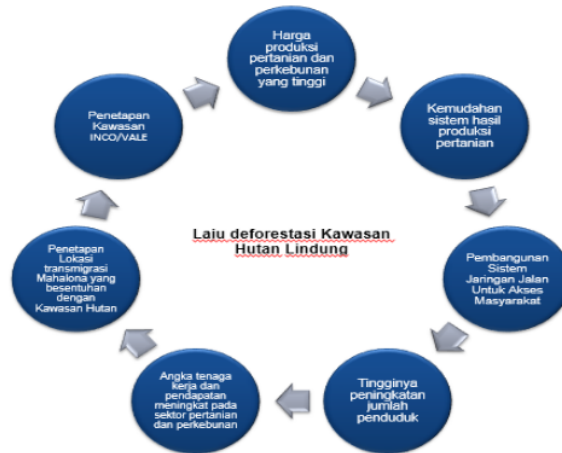 Harga
produksi
pertanian dan
perkebunan
yang tinggi
Kemudahan
sistem hasil
produksi
pertanian
Pembangunan
Sistem
Jaringan Jalan
Untuk Akses
Masyarakat
Tingginya
peningkatan
jumlah
penduduk
Angka tenaga
kerja dan
pendapatan
meningkat pada
sektor pertanian
dan perkebunan
Penetapan
Lokasi
transmigrasi
Mahalona yang
besentuhan
dengan
Kawasan Hutan
Penetapan
Kawasan
INCO/VALE
Laju deforestasi Kawasan
Hutan Lindung